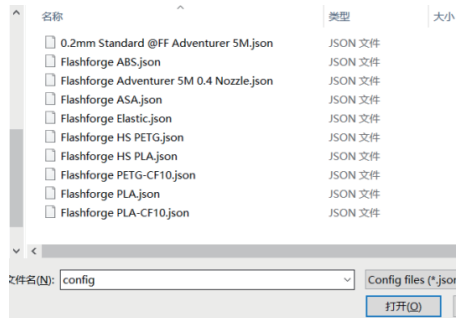 名称 类型 大小
0.2mm Standard @FF Adventurer 5M.json JSON 文件
Flashforge ABS.json JSON 文件
Flashforge Adventurer 5M 0.4 Nozzle.json JSON 文件
Flashforge ASA.json JSON 文件
Flashforge Elastic.json JSON 文件
Flashforge HS PETG.json JSON 文件
Flashforge HS PLA.json JSON 文件
Flashforge PETG-CF10.json JSON 文件
Flashforge PLA.json JSON 文件
Flashforge PLA-CF10.json JSON 文件
文件名(N): config Config files (*.json
打开(O)